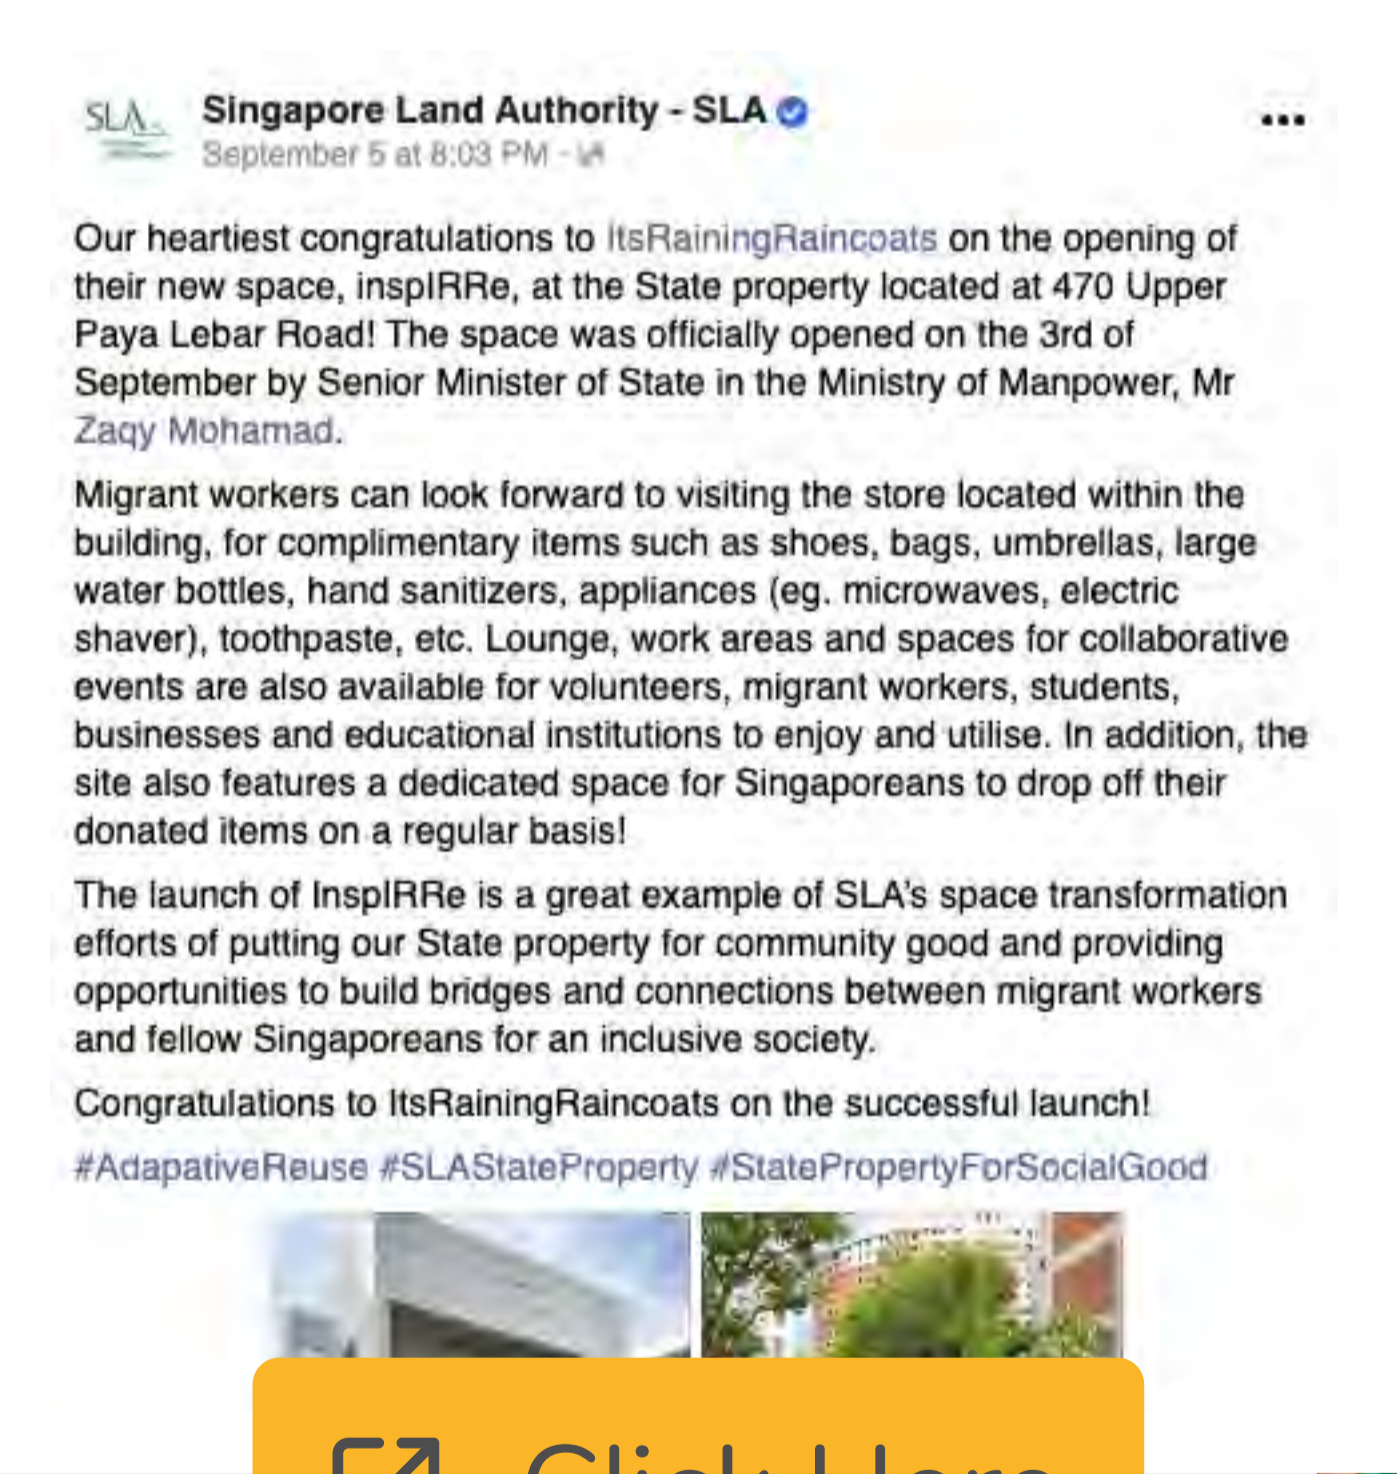 SLA
Singapore Land Authority - SLA
September 5 at 8:03 PM -
Our heartiest congratulations to ItsRainingRaincoats on the opening of
their new space, inspIRRe, at the State property located at 470 Upper
Paya Lebar Road! The space was officially opened on the 3rd of
September by Senior Minister of State in the Ministry of Manpower, Mr
Zaqy Mohamad.
Migrant workers can look forward to visiting the store located within the
building, for complimentary items such as shoes, bags, umbrellas, large
water bottles, hand sanitizers, appliances (eg. microwaves, electric
shaver), toothpaste, etc. Lounge, work areas and spaces for collaborative
events are also available for volunteers, migrant workers, students,
businesses and educational institutions to enjoy and utilise. In addition, the
site also features a dedicated space for Singaporeans to drop off their
donated items on a regular basis!
The launch of InspIRRe is a great example of SLA's space transformation
efforts of putting our State property for community good and providing
opportunities to build bridges and connections between migrant workers
and fellow Singaporeans for an inclusive society.
Congratulations to ItsRainingRaincoats on the successful launch!
#AdapativeReuse #SLAStateProperty #StatePropertyForSocialGood
Click Here